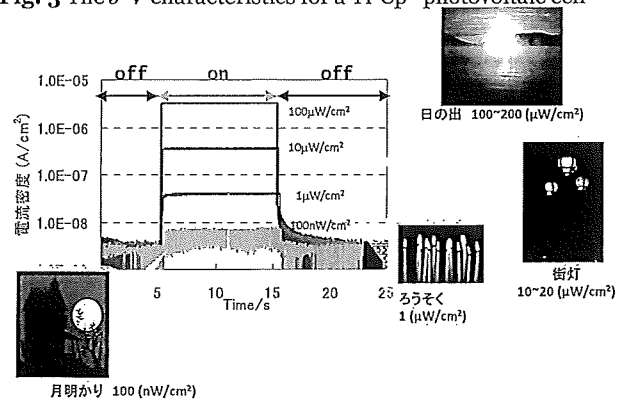 Fig. 3 The J-V characteristics for a H-Cp photovoltaic cell
off on off
1.0E-05
1.0E-06
1.0E-07
1.0E-08
電流密度 (A/cm²)
100μW/cm²
10μW/cm²
1μW/cm²
100nW/cm²
5 10 15 20 25
Time/s
日の出 100~200 (μW/cm²)
街灯
10~20 (μW/cm²)
ろうそく
1 (μW/cm²)
月明かり 100 (nW/cm²)